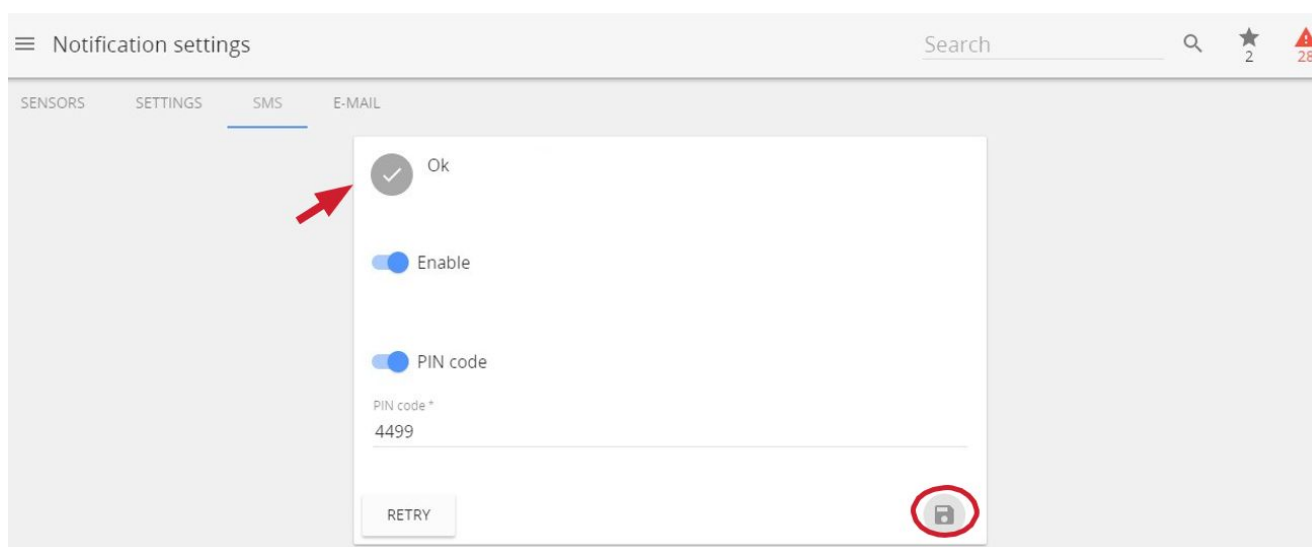 Notification settings
Search
2
28
SENSORS SETTINGS SMS E-MAIL
Ok
Enable
PIN code
PIN code *
4499
RETRY